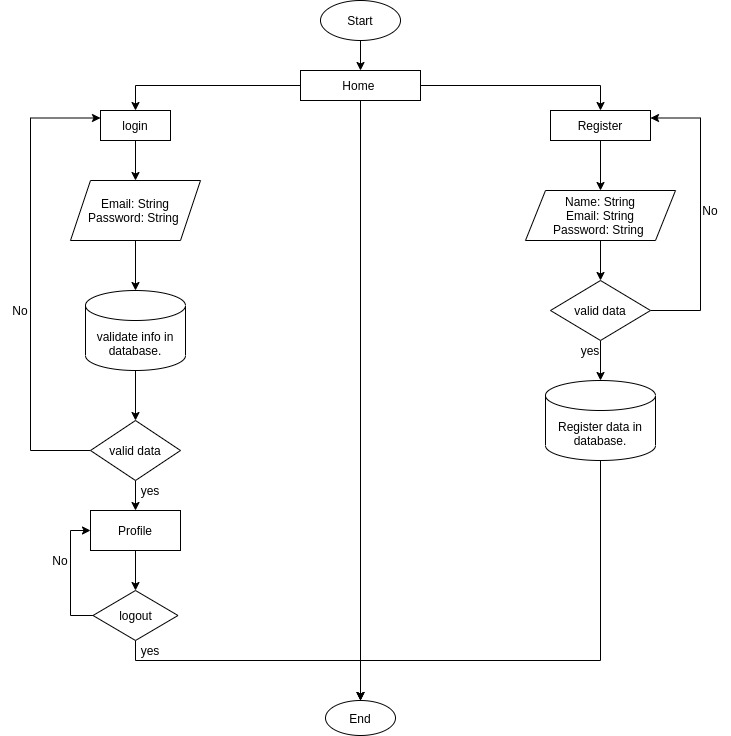 Start
Home
login
Email: String
Password: String
validate info in
database.
No
valid data
yes
Profile
No
logout
yes
Register
Name: String
Email: String
Password: String
No
valid data
yes
Register data in
database.
End